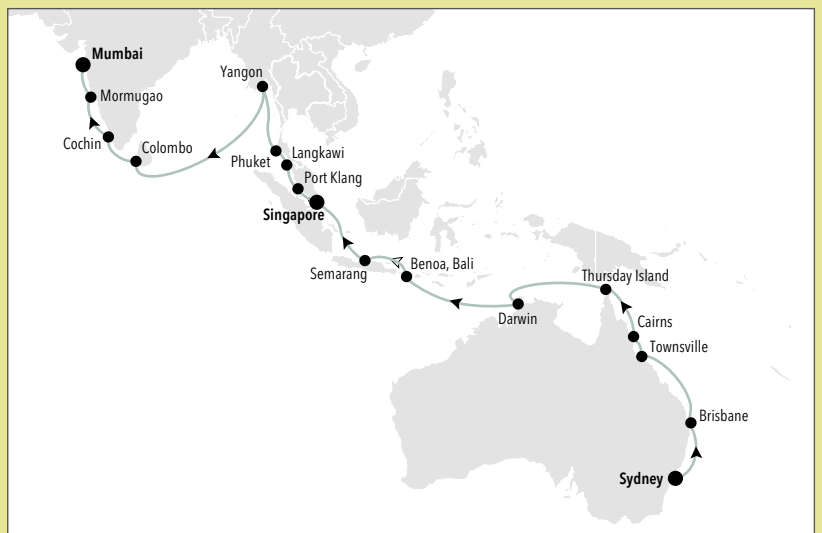 Mumbai
Yangon
Mormugao
Cochin
Colombo
Langkawi
Phuket
Port Klang
Singapore
Benoa, Bali
Semarang
Thursday Island
Darwin
Cairns
Townsville
Brisbane
Sydney